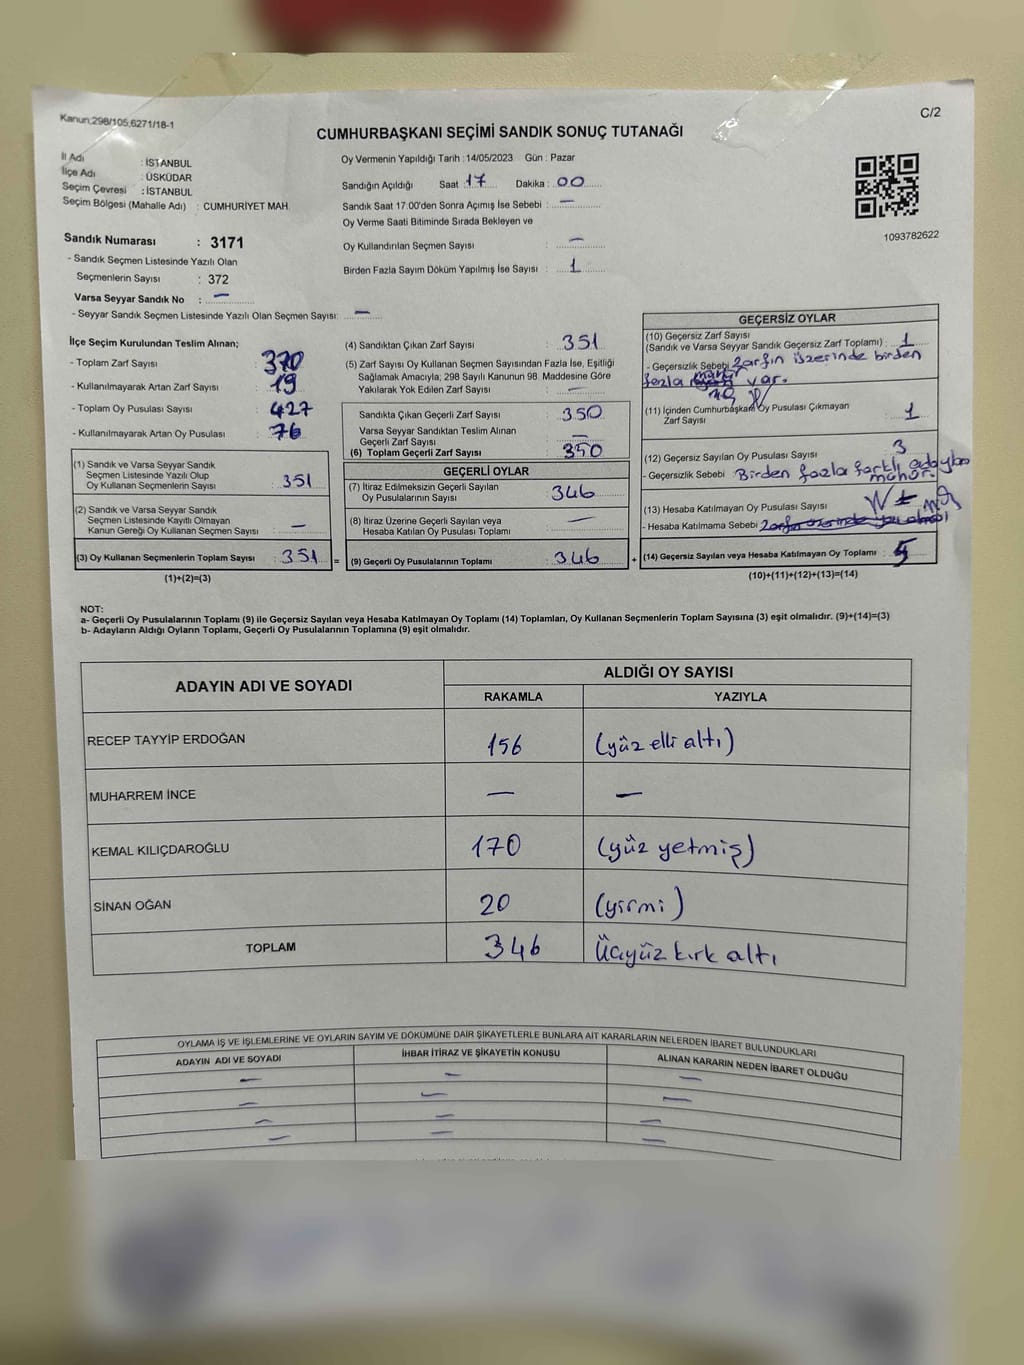 Kanun:298/105;6271/18-1
C/2
CUMHURBAŞKANI SEÇİMİ SANDIK SONUÇ TUTANAĞI
İl Adı : İSTANBUL
İlçe Adı : ÜSKÜDAR
Seçim Çevresi : İSTANBUL
Seçim Bölgesi (Mahalle Adı) : CUMHURİYET MAH.
Sandık Numarası : 3171
- Sandık Seçmen Listesinde Yazılı Olan
Seçmenlerin Sayısı : 372
Varsa Seyyar Sandık No : —
- Seyyar Sandık Seçmen Listesinde Yazılı Olan Seçmen Sayısı: —
Oy Vermenin Yapıldığı Tarih : 14/05/2023 Gün : Pazar
Sandığın Açıldığı Saat : 17 Dakika : 00
Sandık Saat 17:00'den Sonra Açımış İse Sebebi : —
Oy Verme Saati Bitiminde Sırada Bekleyen ve
Oy Kullandırılan Seçmen Sayısı : —
Birden Fazla Sayım Döküm Yapılmış İse Sayısı : 1
1093782622
İlçe Seçim Kurulundan Teslim Alınan;
- Toplam Zarf Sayısı : 370
- Kullanılmayarak Artan Zarf Sayısı : 19
- Toplam Oy Pusulası Sayısı : 427
- Kullanılmayarak Artan Oy Pusulası : 76
(1) Sandık ve Varsa Seyyar Sandık
Seçmen Listesinde Yazılı Olup
Oy Kullanan Seçmenlerin Sayısı : 351
(2) Sandık ve Varsa Seyyar Sandık
Seçmen Listesinde Kayıtlı Olmayan
Kanun Gereği Oy Kullanan Seçmen Sayısı : —
(3) Oy Kullanan Seçmenlerin Toplam Sayısı : 351 =
(1)+(2)=(3)
(4) Sandıktan Çıkan Zarf Sayısı : 351
(5) Zarf Sayısı Oy Kullanan Seçmen Sayısından Fazla İse, Eşitliği
Sağlamak Amacıyla; 298 Sayılı Kanunun 98. Maddesine Göre
Yakılarak Yok Edilen Zarf Sayısı : —
Sandıkta Çıkan Geçerli Zarf Sayısı : 350
Varsa Seyyar Sandıktan Teslim Alınan
Geçerli Zarf Sayısı : —
(6) Toplam Geçerli Zarf Sayısı : 350
GEÇERLİ OYLAR
(7) İtiraz Edilmeksizin Geçerli Sayılan
Oy Pusulalarının Sayısı : 346
(8) İtiraz Üzerine Geçerli Sayılan veya
Hesaba Katılan Oy Pusulası Toplamı : —
(9) Geçerli Oy Pusulalarının Toplamı : 346 +
GEÇERSİZ OYLAR
(10) Geçersiz Zarf Sayısı
(Sandık ve Varsa Seyyar Sandık Geçersiz Zarf Toplamı) : 1
- Geçersizlik Sebebi : Zarfın üzerinde birden
fazla mühür var.
(11) İçinden Cumhurbaşkanı Oy Pusulası Çıkmayan
Zarf Sayısı : 1
(12) Geçersiz Sayılan Oy Pusulası Sayısı : 3
- Geçersizlik Sebebi : Birden fazla farklı adayba
mühür.
(13) Hesaba Katılmayan Oy Pusulası Sayısı :
- Hesaba Katılmama Sebebi :
(14) Geçersiz Sayılan veya Hesaba Katılmayan Oy Toplamı : 5
(10)+(11)+(12)+(13)=(14)
NOT:
a- Geçerli Oy Pusulalarının Toplamı (9) ile Geçersiz Sayılan veya Hesaba Katılmayan Oy Toplamı (14) Toplamları, Oy Kullanan Seçmenlerin Toplam Sayısına (3) eşit olmalıdır. (9)+(14)=(3)
b- Adayların Aldığı Oyların Toplamı, Geçerli Oy Pusulalarının Toplamına (9) eşit olmalıdır.
ADAYIN ADI VE SOYADI ALDIĞI OY SAYISI
RAKAMLA YAZIYLA
RECEP TAYYİP ERDOĞAN 156 (yüz elli altı)
MUHARREM İNCE — —
KEMAL KILIÇDAROĞLU 170 (yüz yetmiş)
SİNAN OĞAN 20 (yirmi)
TOPLAM 346 Üçyüz kırk altı
OYLAMA İŞ VE İŞLEMLERİNE VE OYLARIN SAYIM VE DÖKÜMÜNE DAİR ŞİKAYETLERLE BUNLARA AİT KARARLARIN NELERDEN İBARET BULUNDUKLARI
ADAYIN ADI VE SOYADI İHBAR İTİRAZ VE ŞİKAYETİN KONUSU ALINAN KARARIN NEDEN İBARET OLDUĞU
— — —
— — —
— — —
— — —